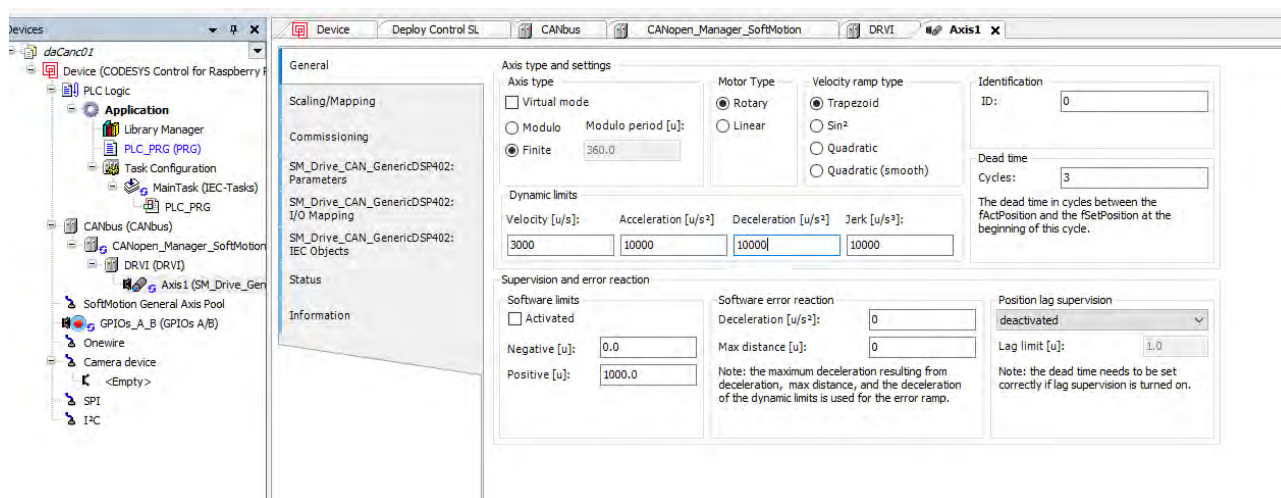 Devices
daCanc01
Device (CODESYS Control for Raspberry P
PLC Logic
Application
Library Manager
PLC_PRG (PRG)
Task Configuration
MainTask (IEC-Tasks)
PLC_PRG
CANbus (CANbus)
CANopen_Manager_SoftMotion
DRVI (DRVI)
Axis1 (SM_Drive_Gen
SoftMotion General Axis Pool
GPIOs_A_B (GPIOs A/B)
Onewire
Camera device
<Empty>
SPI
I²C
Device Deploy Control SL CANbus CANopen_Manager_SoftMotion DRVI Axis1
General
Scaling/Mapping
Commissioning
SM_Drive_CAN_GenericDSP402:
Parameters
SM_Drive_CAN_GenericDSP402:
I/O Mapping
SM_Drive_CAN_GenericDSP402:
IEC Objects
Status
Information
Axis type and settings
Axis type
Virtual mode
Modulo Modulo period [u]:
Finite 360.0
Motor Type
Rotary
Linear
Velocity ramp type
Trapezoid
Sin²
Quadratic
Quadratic (smooth)
Identification
ID: 0
Dead time
Cycles: 3
The dead time in cycles between the
fActPosition and the fSetPosition at the
beginning of this cycle.
Dynamic limits
Velocity [u/s]: Acceleration [u/s²] Deceleration [u/s²] Jerk [u/s³]:
3000 10000 10000 10000
Supervision and error reaction
Software limits
Activated
Negative [u]: 0.0
Positive [u]: 1000.0
Software error reaction
Deceleration [u/s²]: 0
Max distance [u]: 0
Note: the maximum deceleration resulting from
deceleration, max distance, and the deceleration
of the dynamic limits is used for the error ramp.
Position lag supervision
deactivated
Lag limit [u]: 1.0
Note: the dead time needs to be set
correctly if lag supervision is turned on.